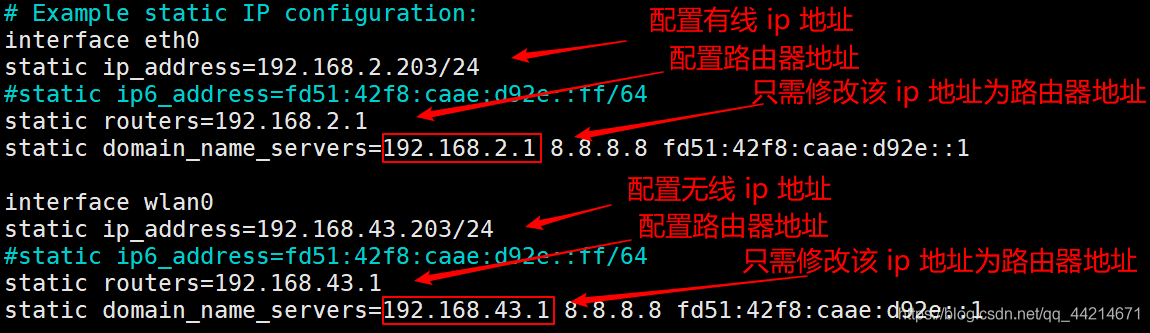 # Example static IP configuration:
配置有线 ip 地址
interface eth0
static ip_address=192.168.2.203/24
配置路由器地址
#static ip6_address=fd51:42f8:caae:d92e::ff/64
只需修改该 ip 地址为路由器地址
static routers=192.168.2.1
static domain_name_servers=192.168.2.1 8.8.8.8 fd51:42f8:caae:d92e::1
配置无线 ip 地址
interface wlan0
static ip_address=192.168.43.203/24
配置路由器地址
#static ip6_address=fd51:42f8:caae:d92e::ff/64
只需修改该 ip 地址为路由器地址
static routers=192.168.43.1
static domain_name_servers=192.168.43.1 8.8.8.8 fd51:42f8:caae:d92e::1
https://blog.csdn.net/qq_44214671